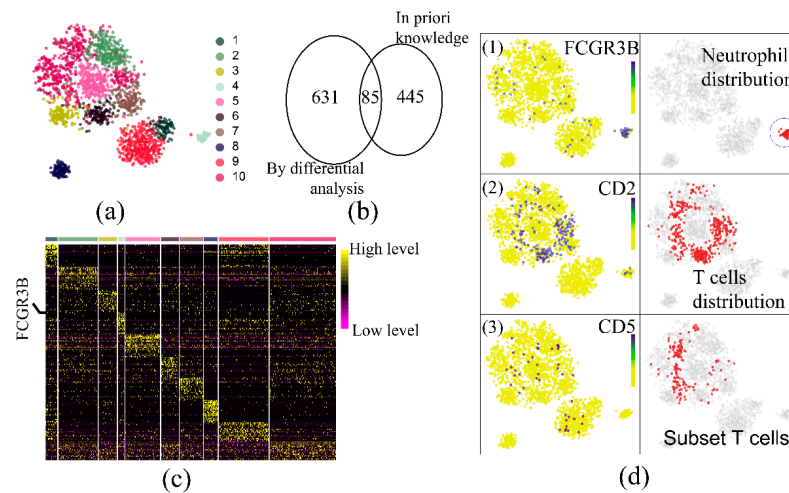 1
2
3
4
5
6
7
8
9
10
(a)
In priori
knowledge
631
85
445
By differential
analysis
(b)
FCGR3B
High level
Low level
(c)
(1)
FCGR3B
Neutrophil
distribution
(2)
CD2
T cells
distribution
(3)
CD5
Subset T cells
(d)